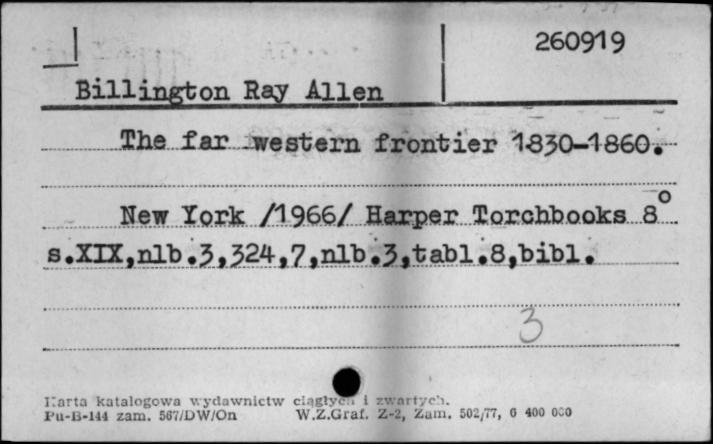 260919
Billington Ray Allen
The far western frontier 1830-1860.
New York /1966/ Harper Torchbooks 8°
s.XIX,nlb.3,324,7,nlb.3,tabl.8,bibl.
3
Karta katalogowa wydawnictw ciągłych i zwartych.
Pu-B-144 zam. 567/DW/On W.Z.Graf. Z-2, Zam. 502/77, 6 400 000